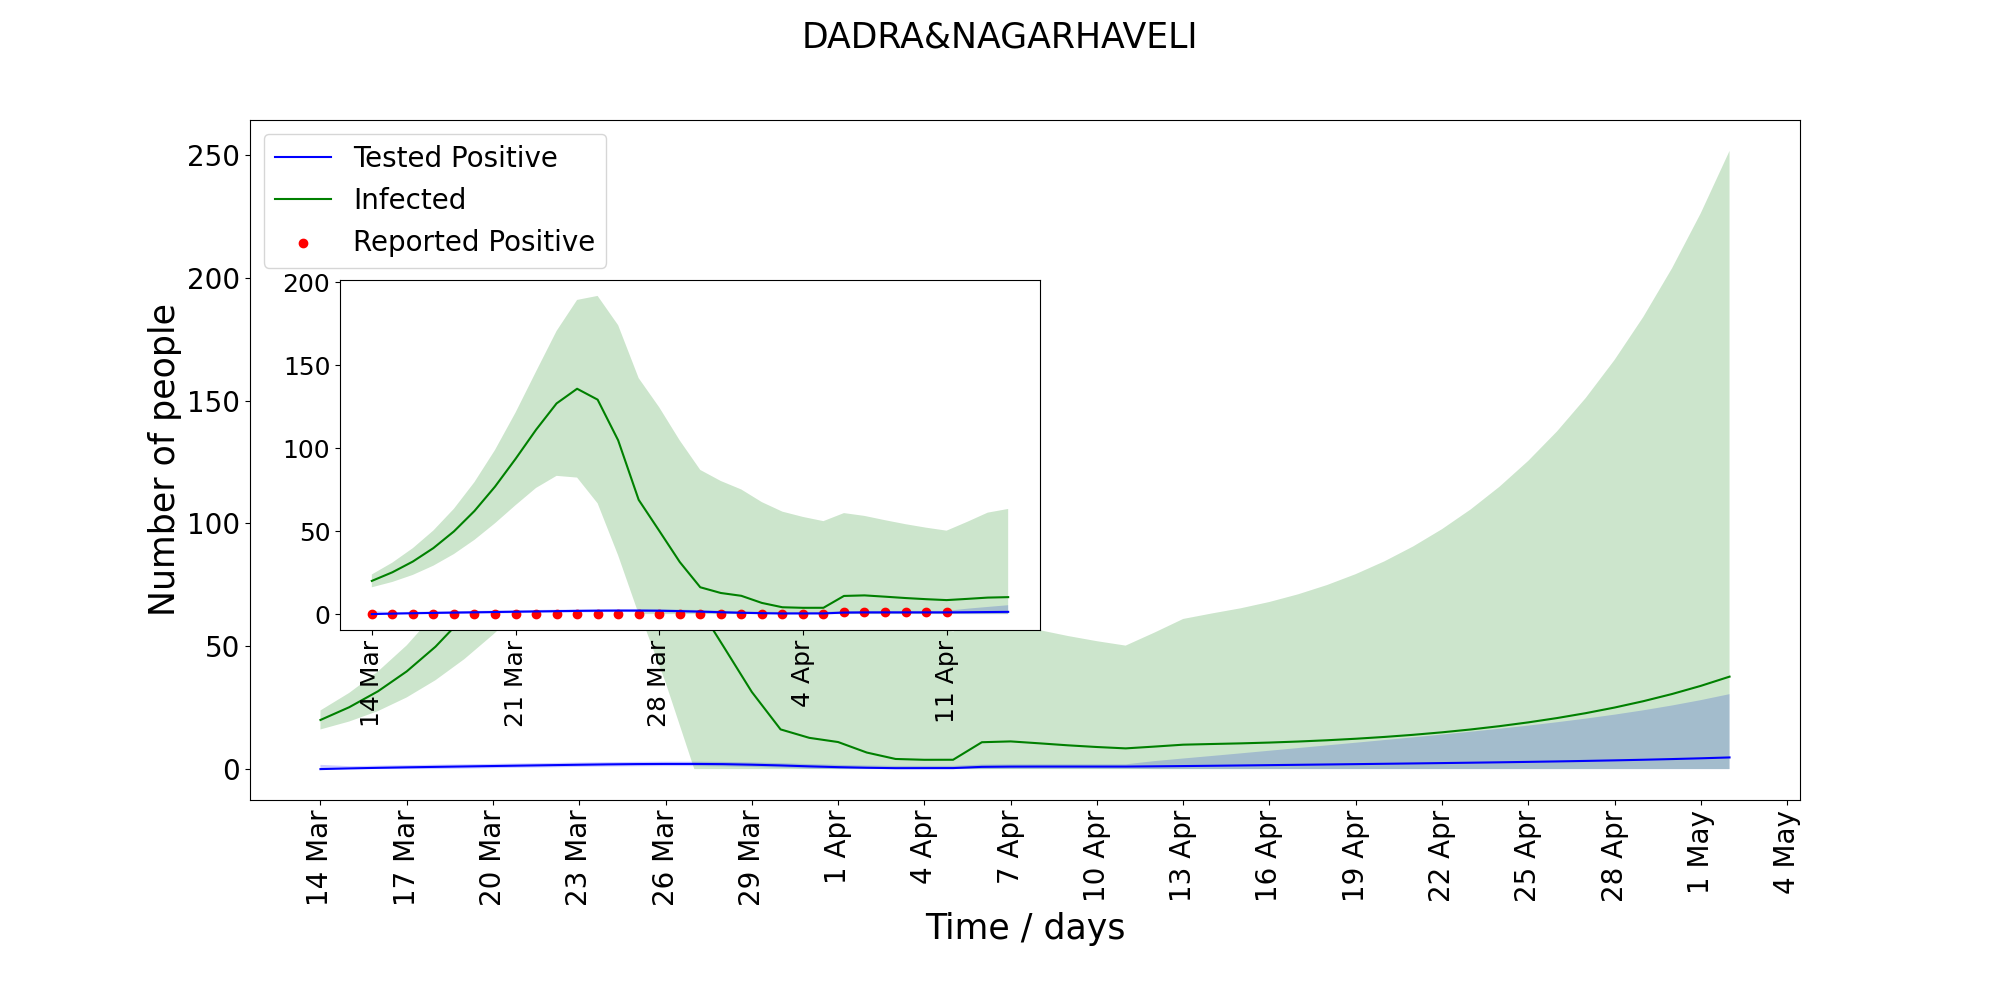 DADRA&NAGARHAVELI
Tested Positive
Infected
Reported Positive
Number of people
250
200
150
100
50
0
200
150
100
50
0
14 Mar
21 Mar
28 Mar
4 Apr
11 Apr
14 Mar
17 Mar
20 Mar
23 Mar
26 Mar
29 Mar
1 Apr
4 Apr
7 Apr
10 Apr
13 Apr
16 Apr
19 Apr
22 Apr
25 Apr
28 Apr
1 May
4 May
Time / days